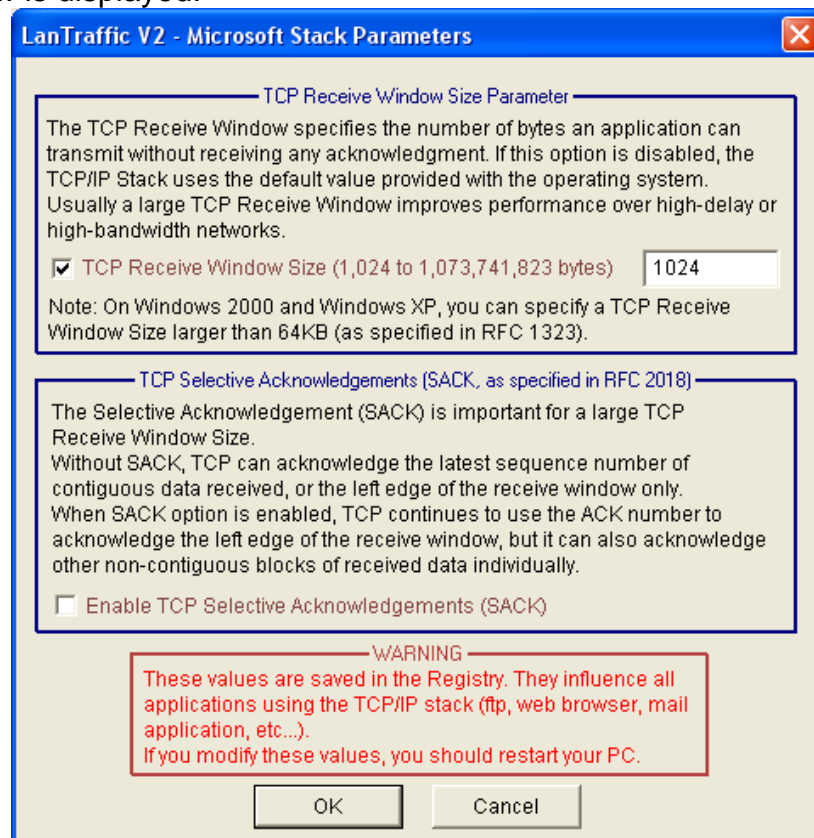 is displayed.
LanTraffic V2 - Microsoft Stack Parameters
TCP Receive Window Size Parameter
The TCP Receive Window specifies the number of bytes an application can
transmit without receiving any acknowledgment. If this option is disabled, the
TCP/IP Stack uses the default value provided with the operating system.
Usually a large TCP Receive Window improves performance over high-delay or
high-bandwidth networks.
TCP Receive Window Size (1,024 to 1,073,741,823 bytes) 1024
Note: On Windows 2000 and Windows XP, you can specify a TCP Receive
Window Size larger than 64KB (as specified in RFC 1323).
TCP Selective Acknowledgements (SACK, as specified in RFC 2018)
The Selective Acknowledgement (SACK) is important for a large TCP
Receive Window Size.
Without SACK, TCP can acknowledge the latest sequence number of
contiguous data received, or the left edge of the receive window only.
When SACK option is enabled, TCP continues to use the ACK number to
acknowledge the left edge of the receive window, but it can also acknowledge
other non-contiguous blocks of received data individually.
Enable TCP Selective Acknowledgements (SACK)
WARNING
These values are saved in the Registry. They influence all
applications using the TCP/IP stack (ftp, web browser, mail
application, etc...).
If you modify these values, you should restart your PC.
OK Cancel